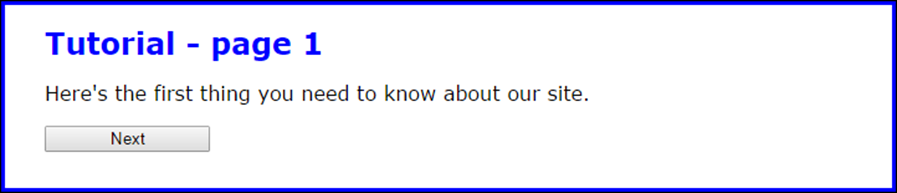 Tutorial - page 1
Here's the first thing you need to know about our site.
Next